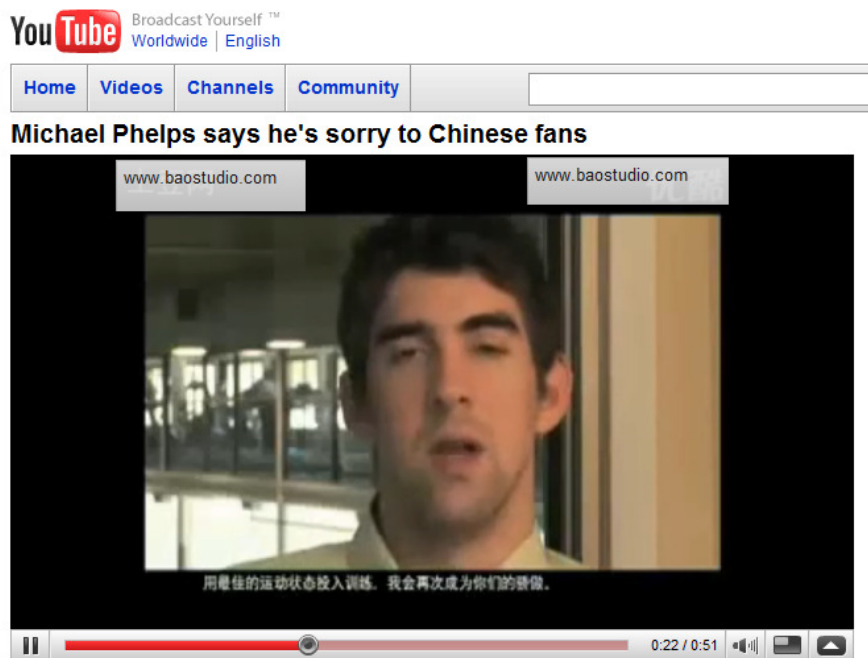 You Tube
Broadcast Yourself ™
Worldwide | English
Home Videos Channels Community
Michael Phelps says he's sorry to Chinese fans
www.baostudio.com www.baostudio.com
优酷
用最佳的运动状态投入训练，我会再次成为你们的骄傲。
0:22 / 0:51